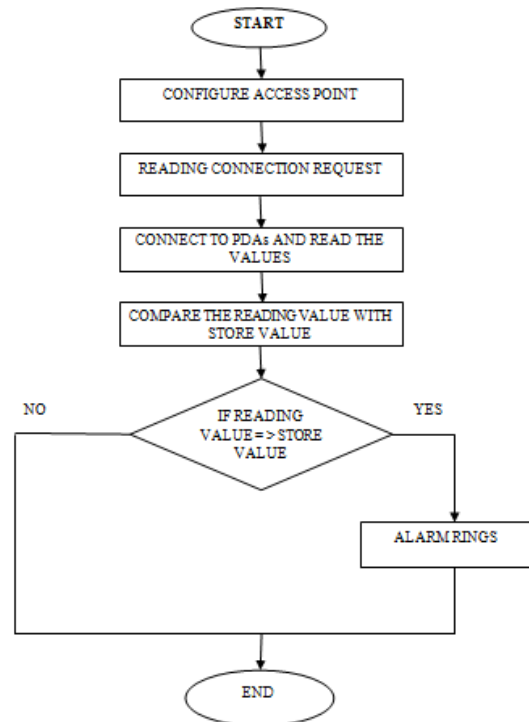 START
CONFIGURE ACCESS POINT
READING CONNECTION REQUEST
CONNECT TO PDAs AND READ THE
VALUES
COMPARE THE READING VALUE WITH
STORE VALUE
NO
YES
IF READING
VALUE = > STORE
VALUE
ALARM RINGS
END